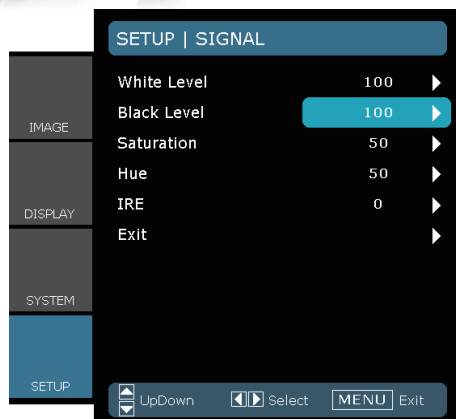 SETUP | SIGNAL
White Level 100
Black Level 100
Saturation 50
Hue 50
IRE 0
Exit
IMAGE
DISPLAY
SYSTEM
SETUP
UpDown Select MENU Exit